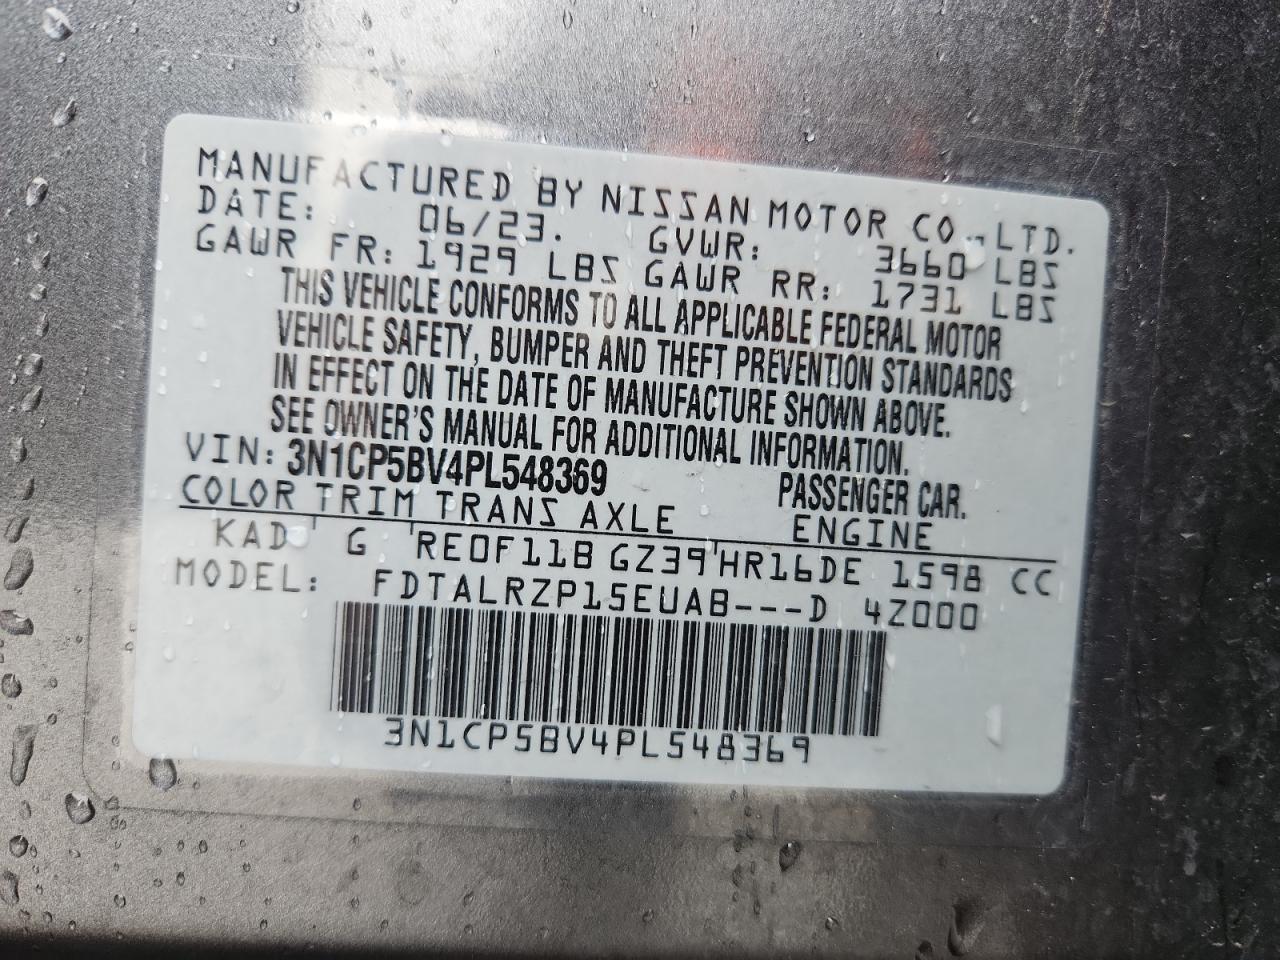 MANUFACTURED BY NISSAN MOTOR CO.,LTD.
DATE: 06/23. GVWR: 3660 LBS
GAWR FR: 1929 LBS GAWR RR: 1731 LBS
THIS VEHICLE CONFORMS TO ALL APPLICABLE FEDERAL MOTOR
VEHICLE SAFETY, BUMPER AND THEFT PREVENTION STANDARDS
IN EFFECT ON THE DATE OF MANUFACTURE SHOWN ABOVE.
SEE OWNER'S MANUAL FOR ADDITIONAL INFORMATION.
VIN: 3N1CP5BV4PL548369 PASSENGER CAR.
COLOR TRIM TRANS AXLE ENGINE
KAD G RE0F11B GZ39 HR16DE 1598 CC
MODEL: FDTALRZP15EUAB---D 4Z000
3N1CP5BV4PL548369